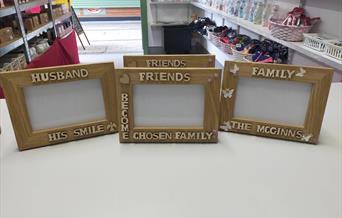 FRIENDS
HUSBAND
HIS SMILE
FRIENDS
BECOME
CHOSEN FAMILY
FAMILY
THE MCGINNS